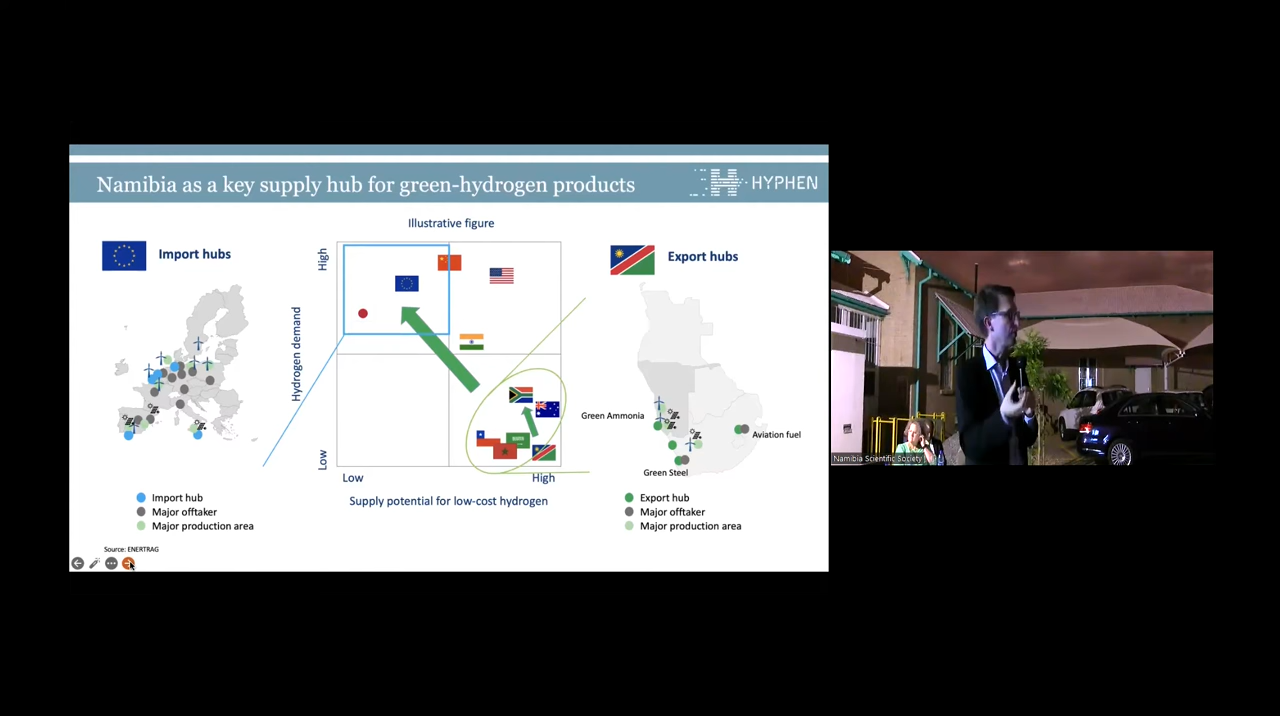 Namibia as a key supply hub for green-hydrogen products
HYPHEN
Illustrative figure
Import hubs
Export hubs
High
Hydrogen demand
Low
Low
High
Supply potential for low-cost hydrogen
Green Ammonia
Aviation fuel
Green Steel
Import hub
Major offtaker
Major production area
Export hub
Major offtaker
Major production area
Source: ENERTRAG
Namibia Scientific Society